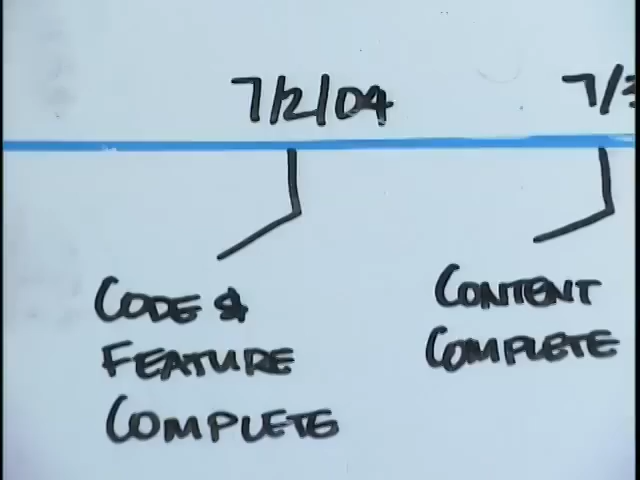 7/2/04
CODE &
FEATURE
COMPLETE
CONTENT
COMPLETE